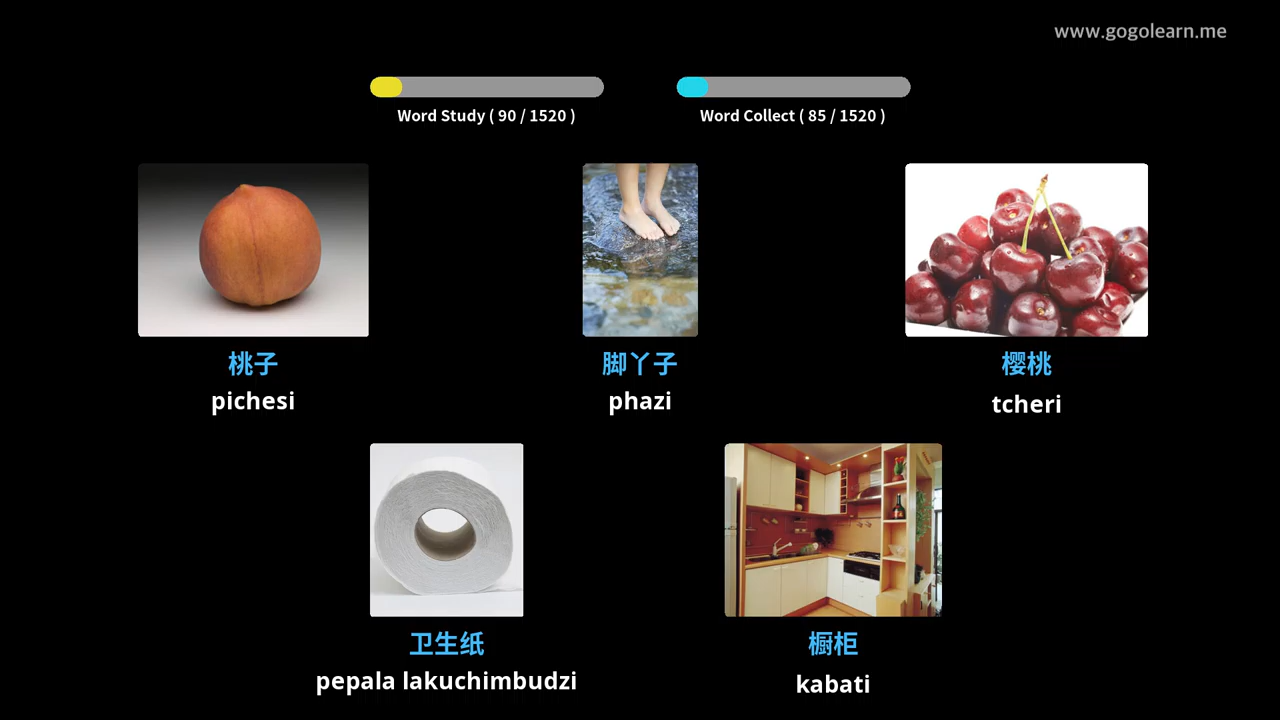 www.gogolearn.me
Word Study ( 90 / 1520 )
Word Collect ( 85 / 1520 )
桃子
pichesi
脚丫子
phazi
樱桃
tcheri
卫生纸
pepala lakuchimbudzi
橱柜
kabati